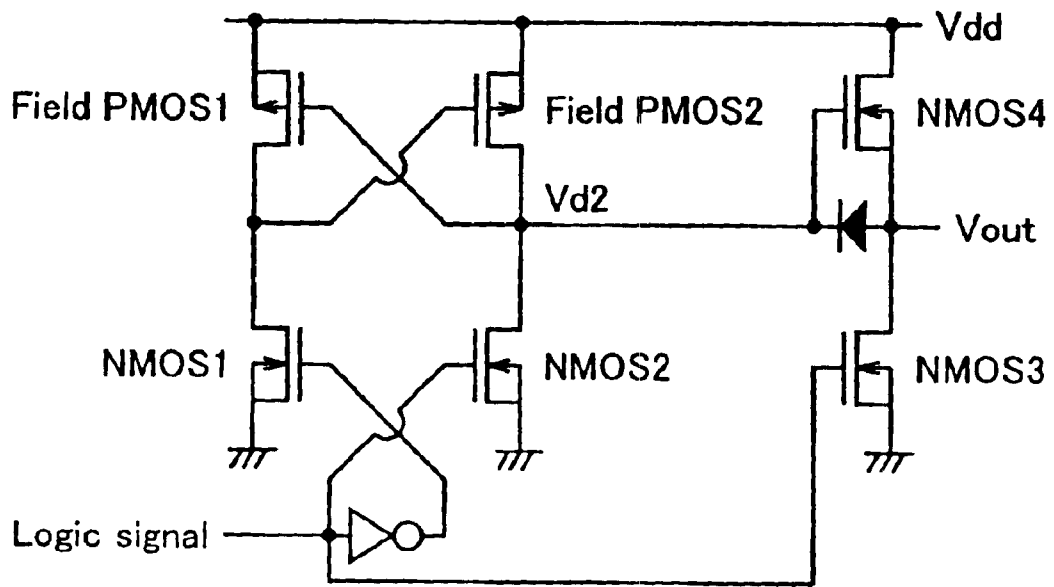 Vdd
Field PMOS1
Field PMOS2
NMOS4
Vd2
Vout
NMOS1
NMOS2
NMOS3
Logic signal